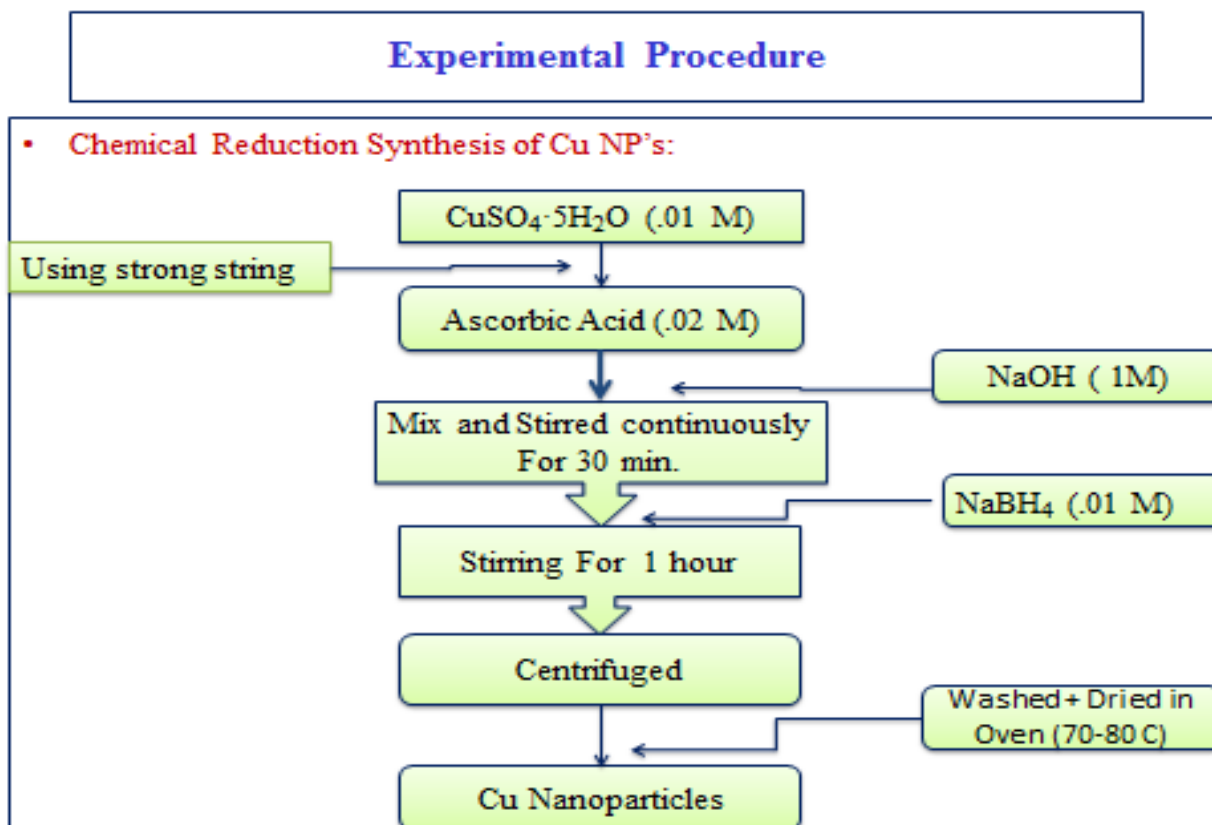 Experimental Procedure
• Chemical Reduction Synthesis of Cu NP’s:
CuSO₄·5H₂O (.01 M)
Using strong string
Ascorbic Acid (.02 M)
NaOH ( 1M)
Mix and Stirred continuously
For 30 min.
NaBH₄ (.01 M)
Stirring For 1 hour
Centrifuged
Washed+ Dried in
Oven (70-80 C)
Cu Nanoparticles